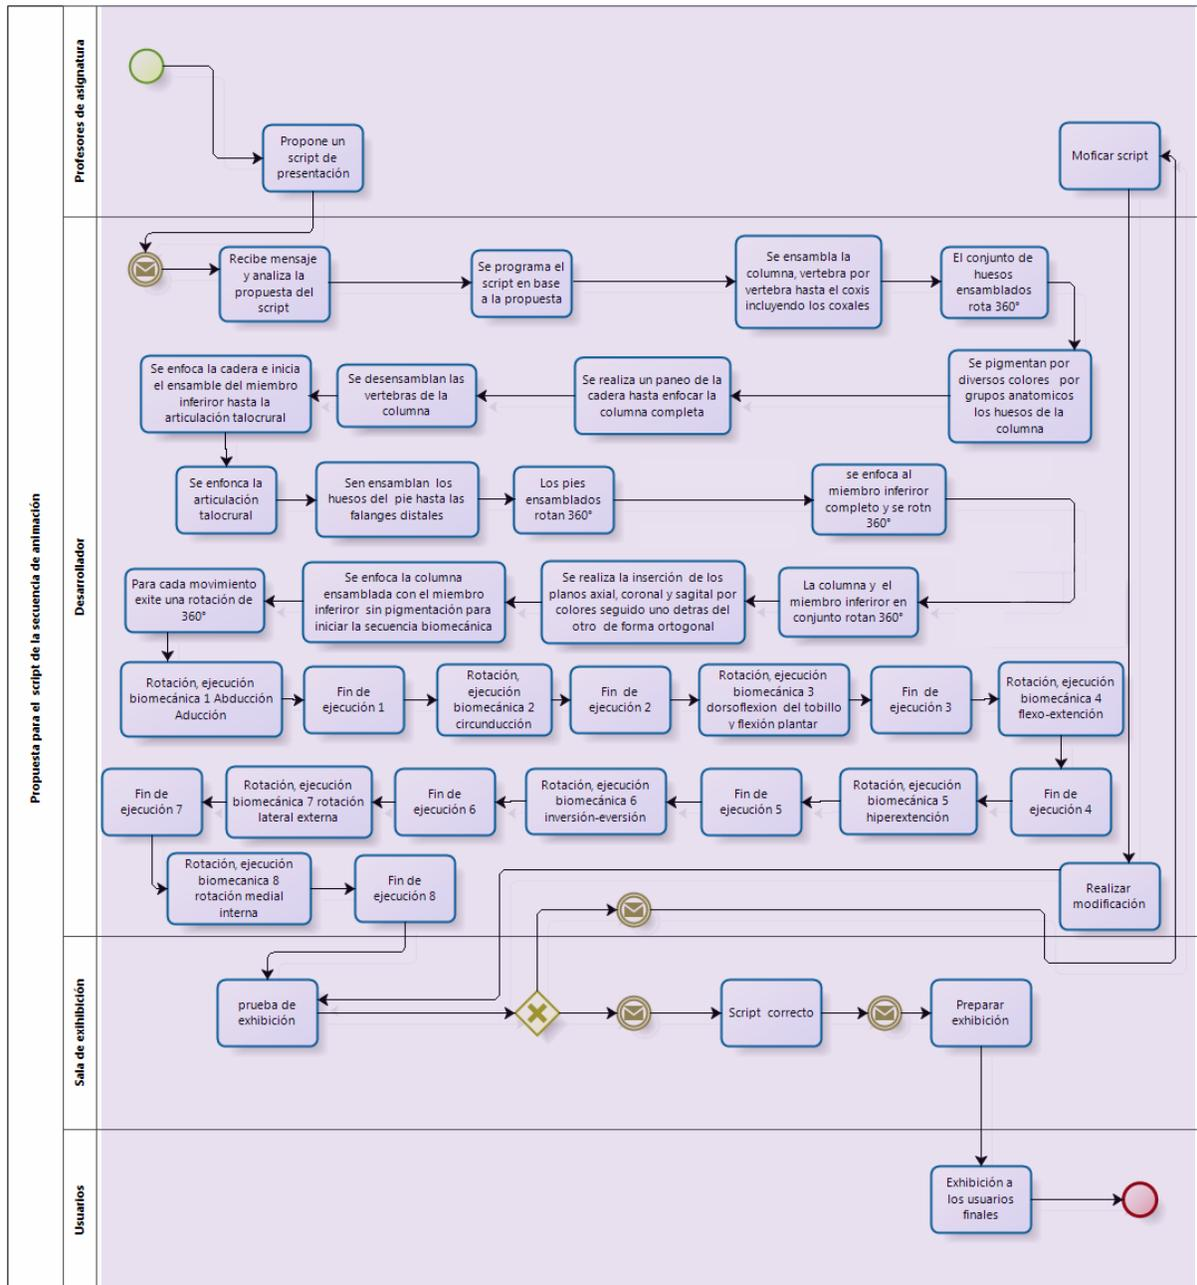 Propuesta para el script de la secuencia de animación
Profesores de asignatura
Propone un
script de
presentación
Moficar script
Desarrollador
Recibe mensaje
y analiza la
propuesta del
script
Se programa el
script en base
a la propuesta
Se ensambla la
columna, vertebra por
vertebra hasta el coxis
incluyendo los coxales
El conjunto de
huesos
ensamblados
rota 360°
Se pigmentan por
diversos colores por
grupos anatomicos
los huesos de la
columna
Se realiza un paneo de la
cadera hasta enfocar la
columna completa
Se desensamblan las
vertebras de la
columna
Se enfoca la cadera e inicia
el ensamble del miembro
inferiror hasta la
articulación talocrural
Se enfonca la
articulación
talocrural
Sen ensamblan los
huesos del pie hasta las
falanges distales
Los pies
ensamblados
rotan 360°
se enfoca al
miembro inferiror
completo y se rotn
360°
La columna y el
miembro inferiror en
conjunto rotan 360°
Se realiza la inserción de los
planos axial, coronal y sagital por
colores seguido uno detras del
otro de forma ortogonal
Se enfoca la columna
ensamblada con el miembro
inferiror sin pigmentación para
iniciar la secuencia biomecánica
Para cada movimiento
exite una rotación de
360°
Rotación, ejecución
biomecánica 1 Abducción
Aducción
Fin de
ejecución 1
Rotación,
ejecución
biomecánica 2
circunducción
Fin de
ejecución 2
Rotación, ejecución
biomecánica 3
dorsoflexion del tobillo
y flexión plantar
Fin de
ejecución 3
Rotación, ejecución
biomecánica 4
flexo-extención
Fin de
ejecución 4
Rotación, ejecución
biomecánica 5
hiperextención
Fin de
ejecución 5
Rotación, ejecución
biomecánica 6
inversión-eversión
Fin de
ejecución 6
Rotación, ejecución
biomecánica 7 rotación
lateral externa
Fin de
ejecución 7
Rotación, ejecución
biomecanica 8
rotación medial
interna
Fin de
ejecución 8
Realizar
modificación
Sala de exihibición
prueba de
exhibición
Script correcto
Preparar
exhibición
Usuarios
Exhibición a
los usuarios
finales